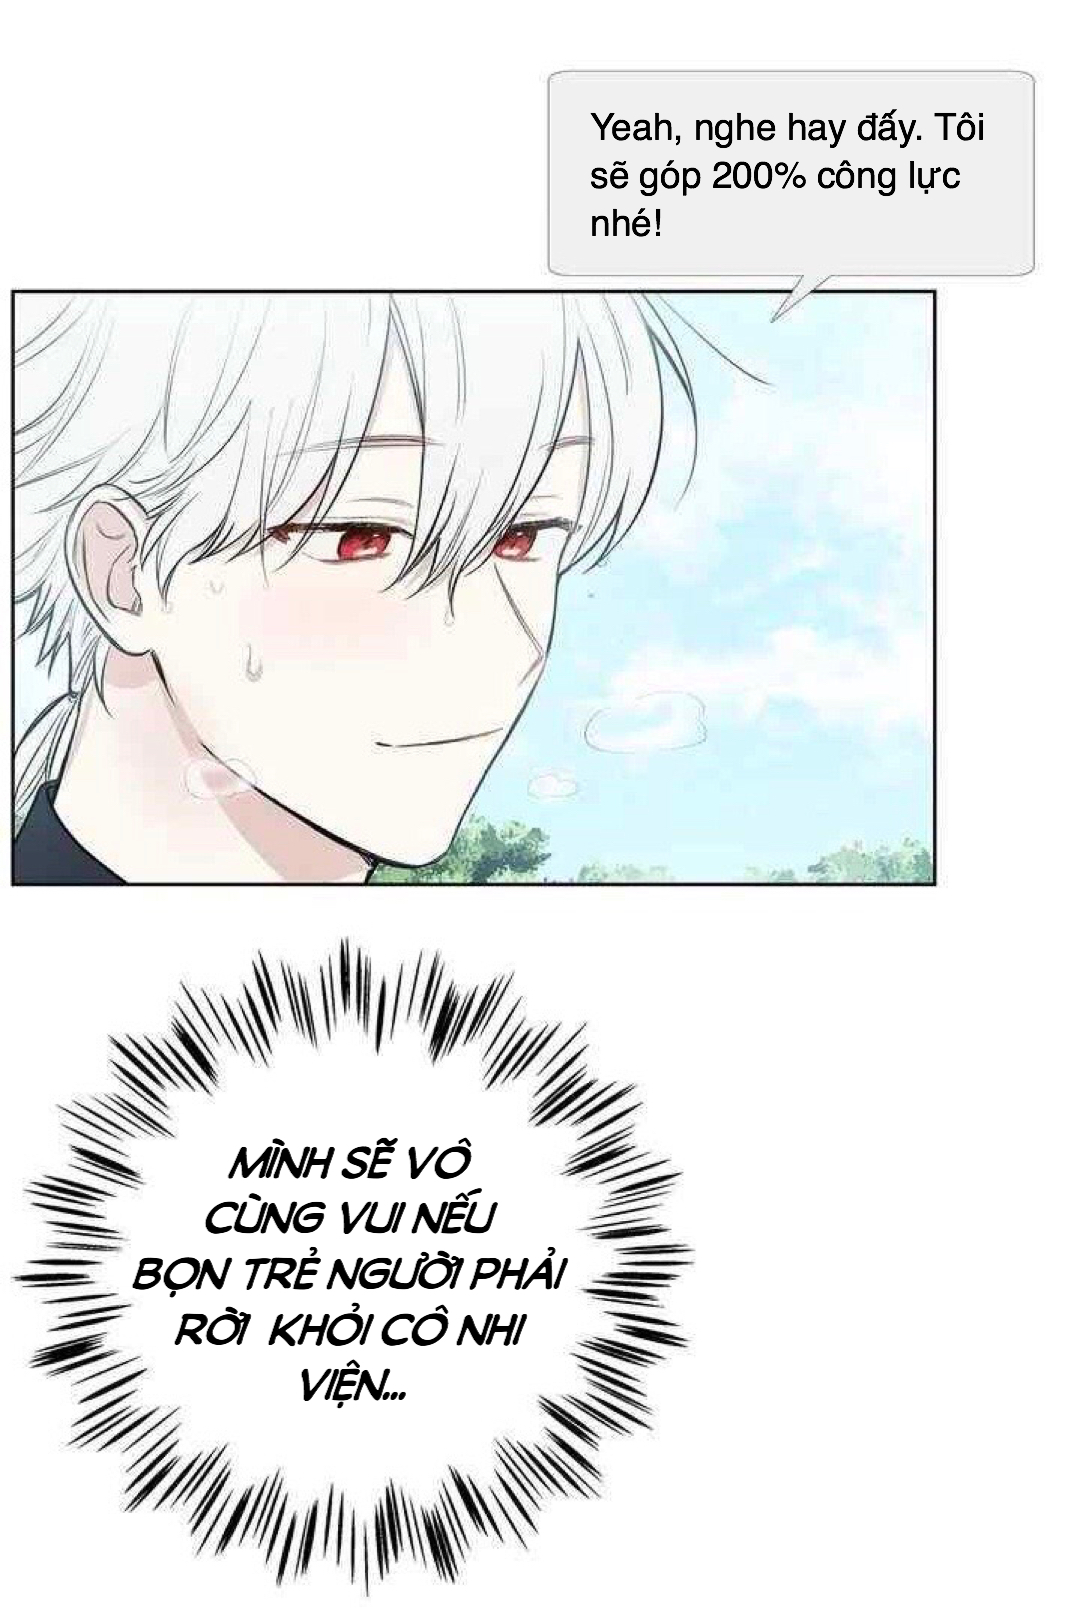 Yeah, nghe hay đấy. Tôi
sẽ góp 200% công lực
nhé!
MÌNH SẼ VÔ
CÙNG VUI NẾU
BỌN TRẺ NGƯỜI PHẢI
RỜI KHỎI CÔ NHI
VIỆN...